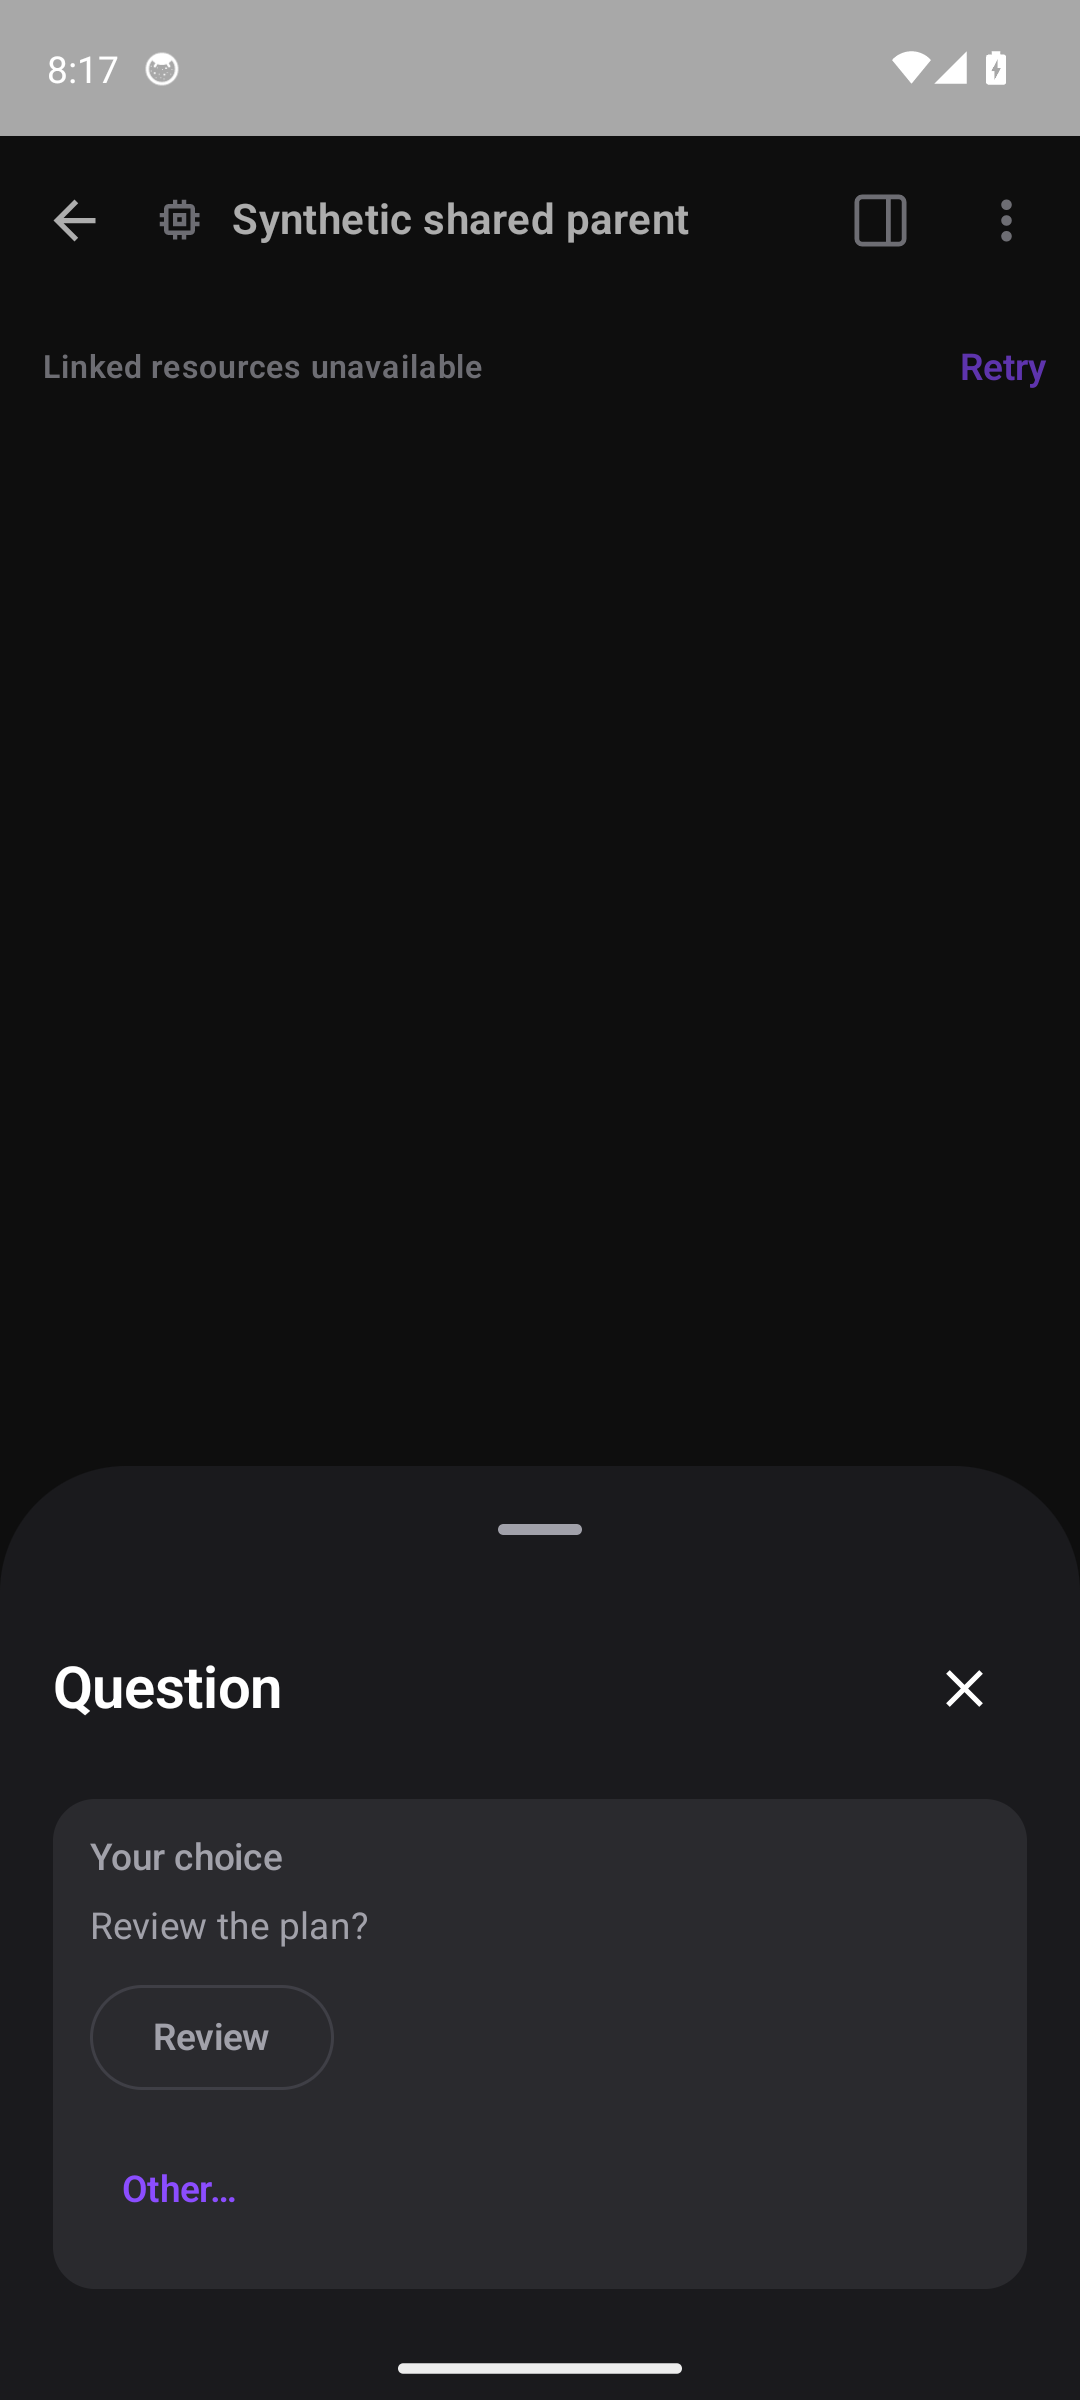 8:17
Synthetic shared parent
Linked resources unavailable
Retry
Question
Your choice
Review the plan?
Review
Other...